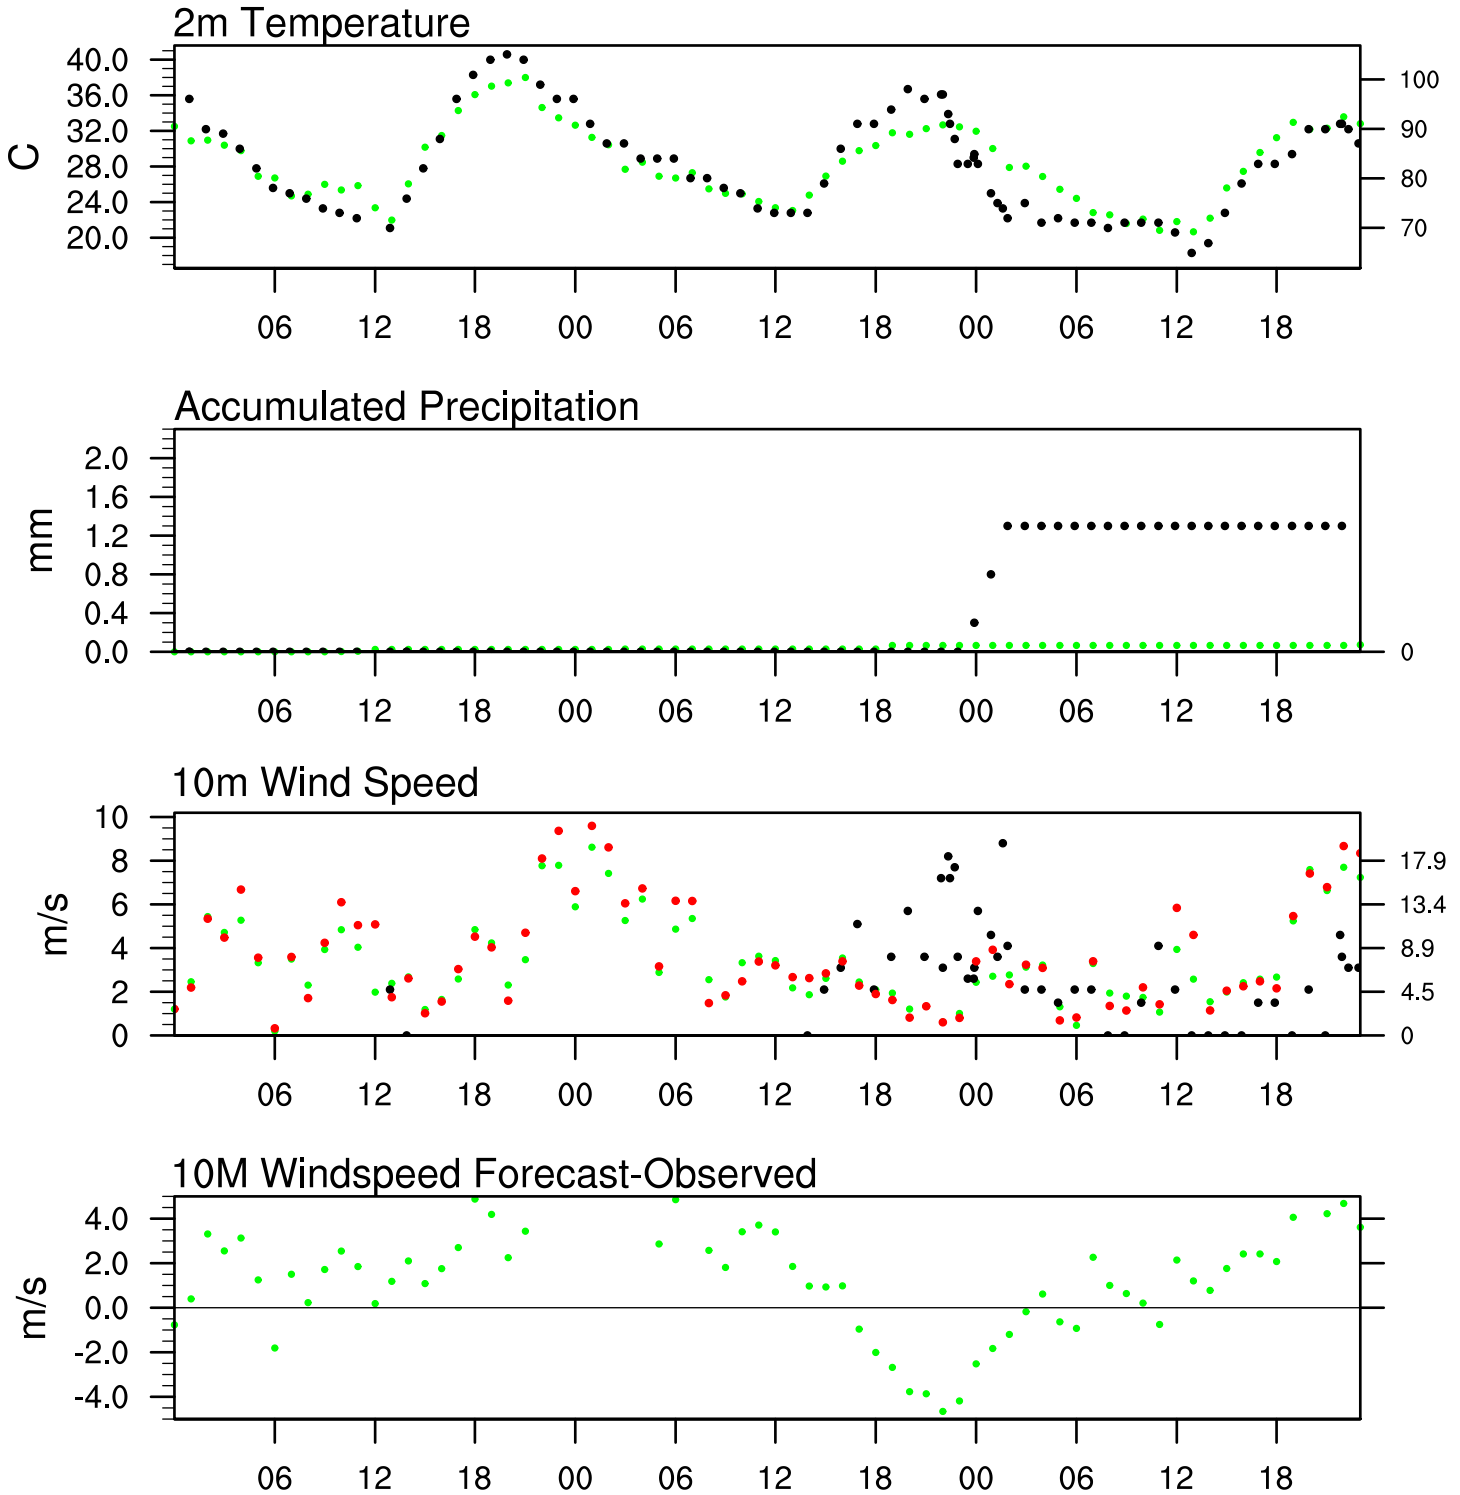 2m Temperature
40.0
36.0
32.0
28.0
24.0
20.0
C
100
90
80
70
06 12 18 00 06 12 18 00 06 12 18
Accumulated Precipitation
2.0
1.6
1.2
0.8
0.4
0.0
mm
0
06 12 18 00 06 12 18 00 06 12 18
10m Wind Speed
10
8
6
4
2
0
m/s
17.9
13.4
8.9
4.5
0
06 12 18 00 06 12 18 00 06 12 18
10M Windspeed Forecast-Observed
4.0
2.0
0.0
-2.0
-4.0
m/s
06 12 18 00 06 12 18 00 06 12 18